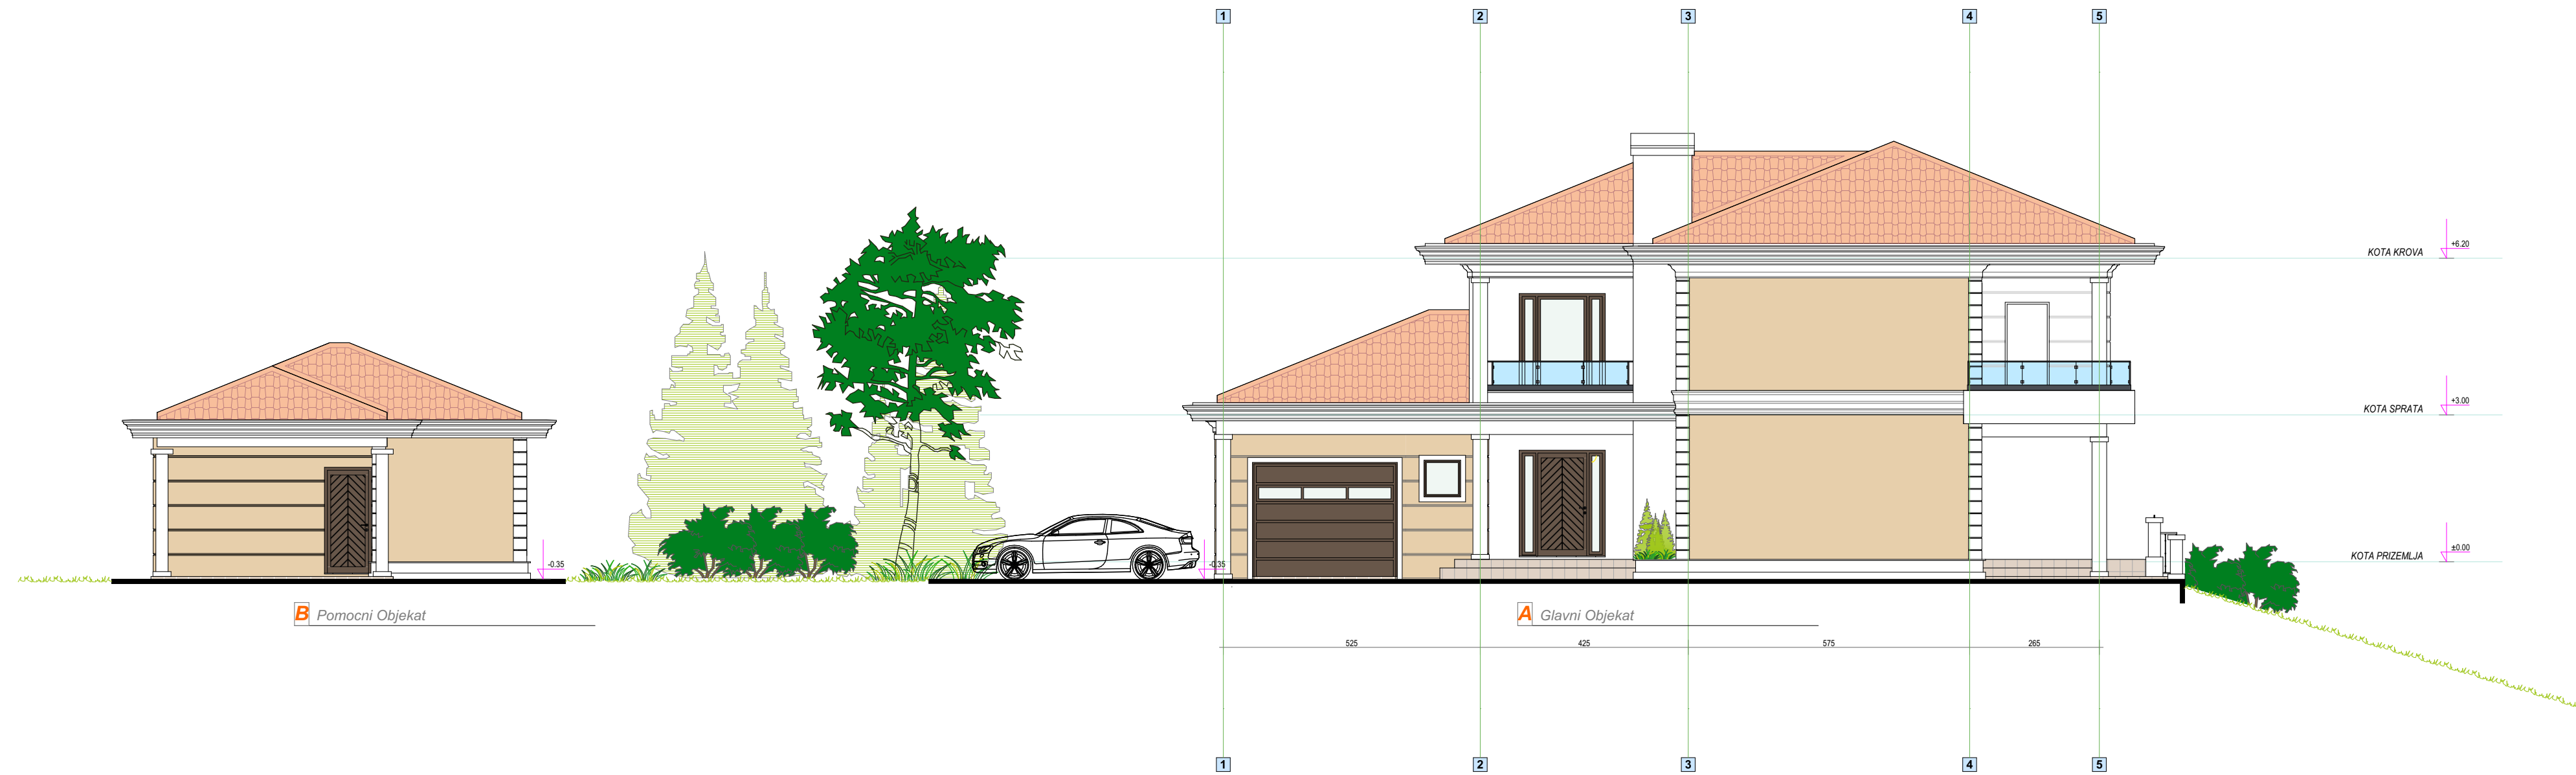 1 2 3 4 5
KOTA KROVA +6.20
KOTA SPRATA +3.00
KOTA PRIZEMLJA ±0.00
-0.35 -0.35
B Pomocni Objekat
A Glavni Objekat
525 425 575 265
1 2 3 4 5